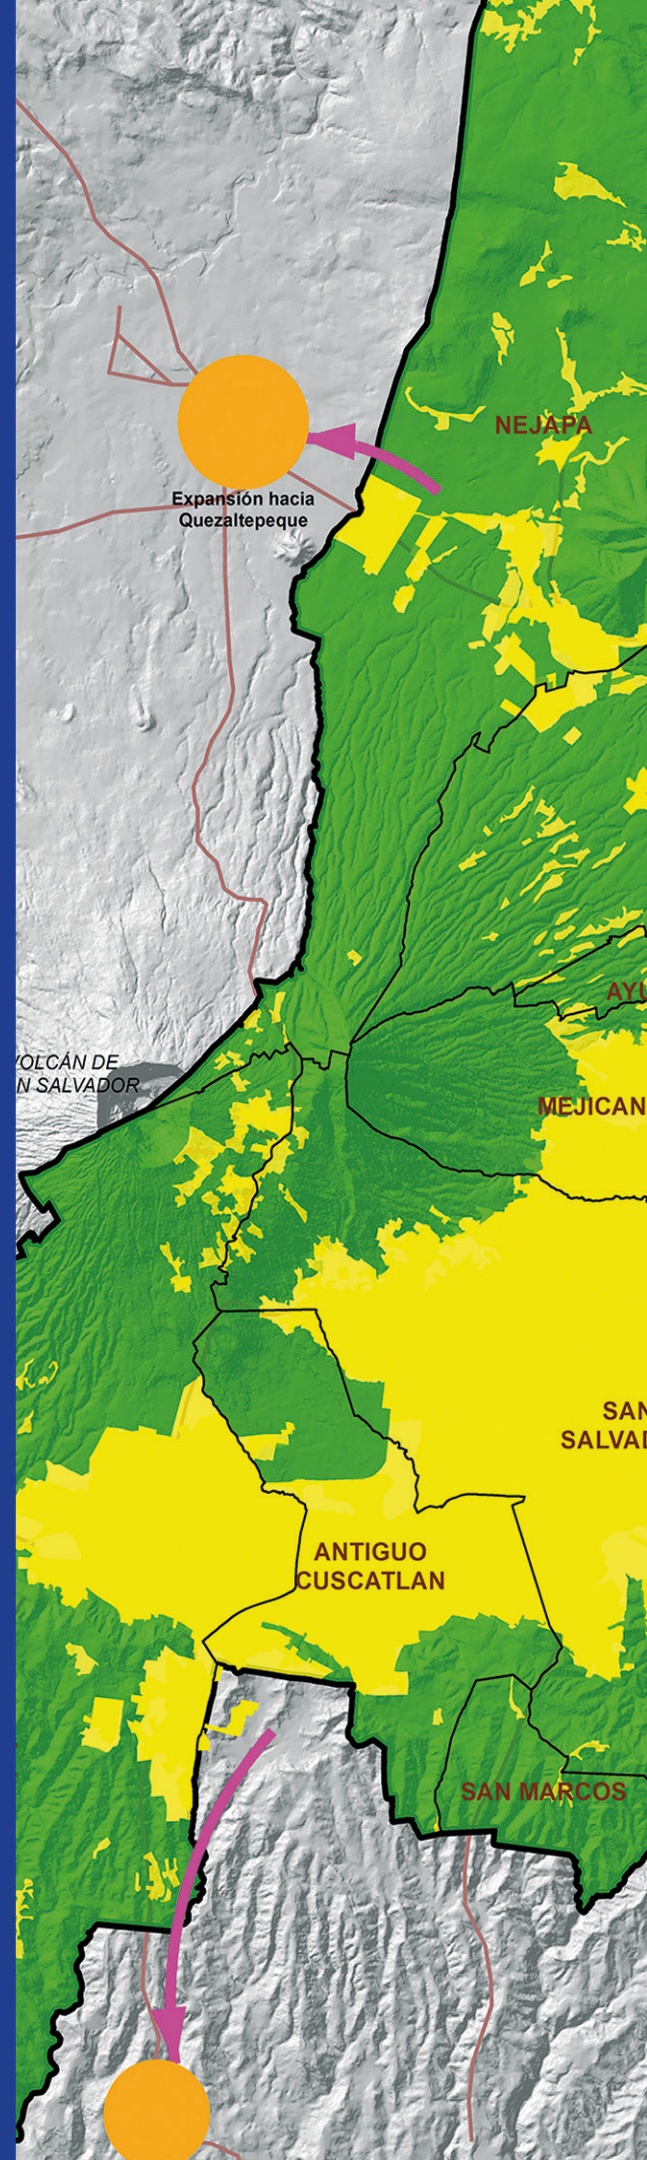 NEJAPA
Expansión hacia
Quezaltepeque
AYU
VOLCÁN DE
N SALVADOR
MEJICAN
SAN
SALVAD
ANTIGUO
CUSCATLAN
SAN MARCOS